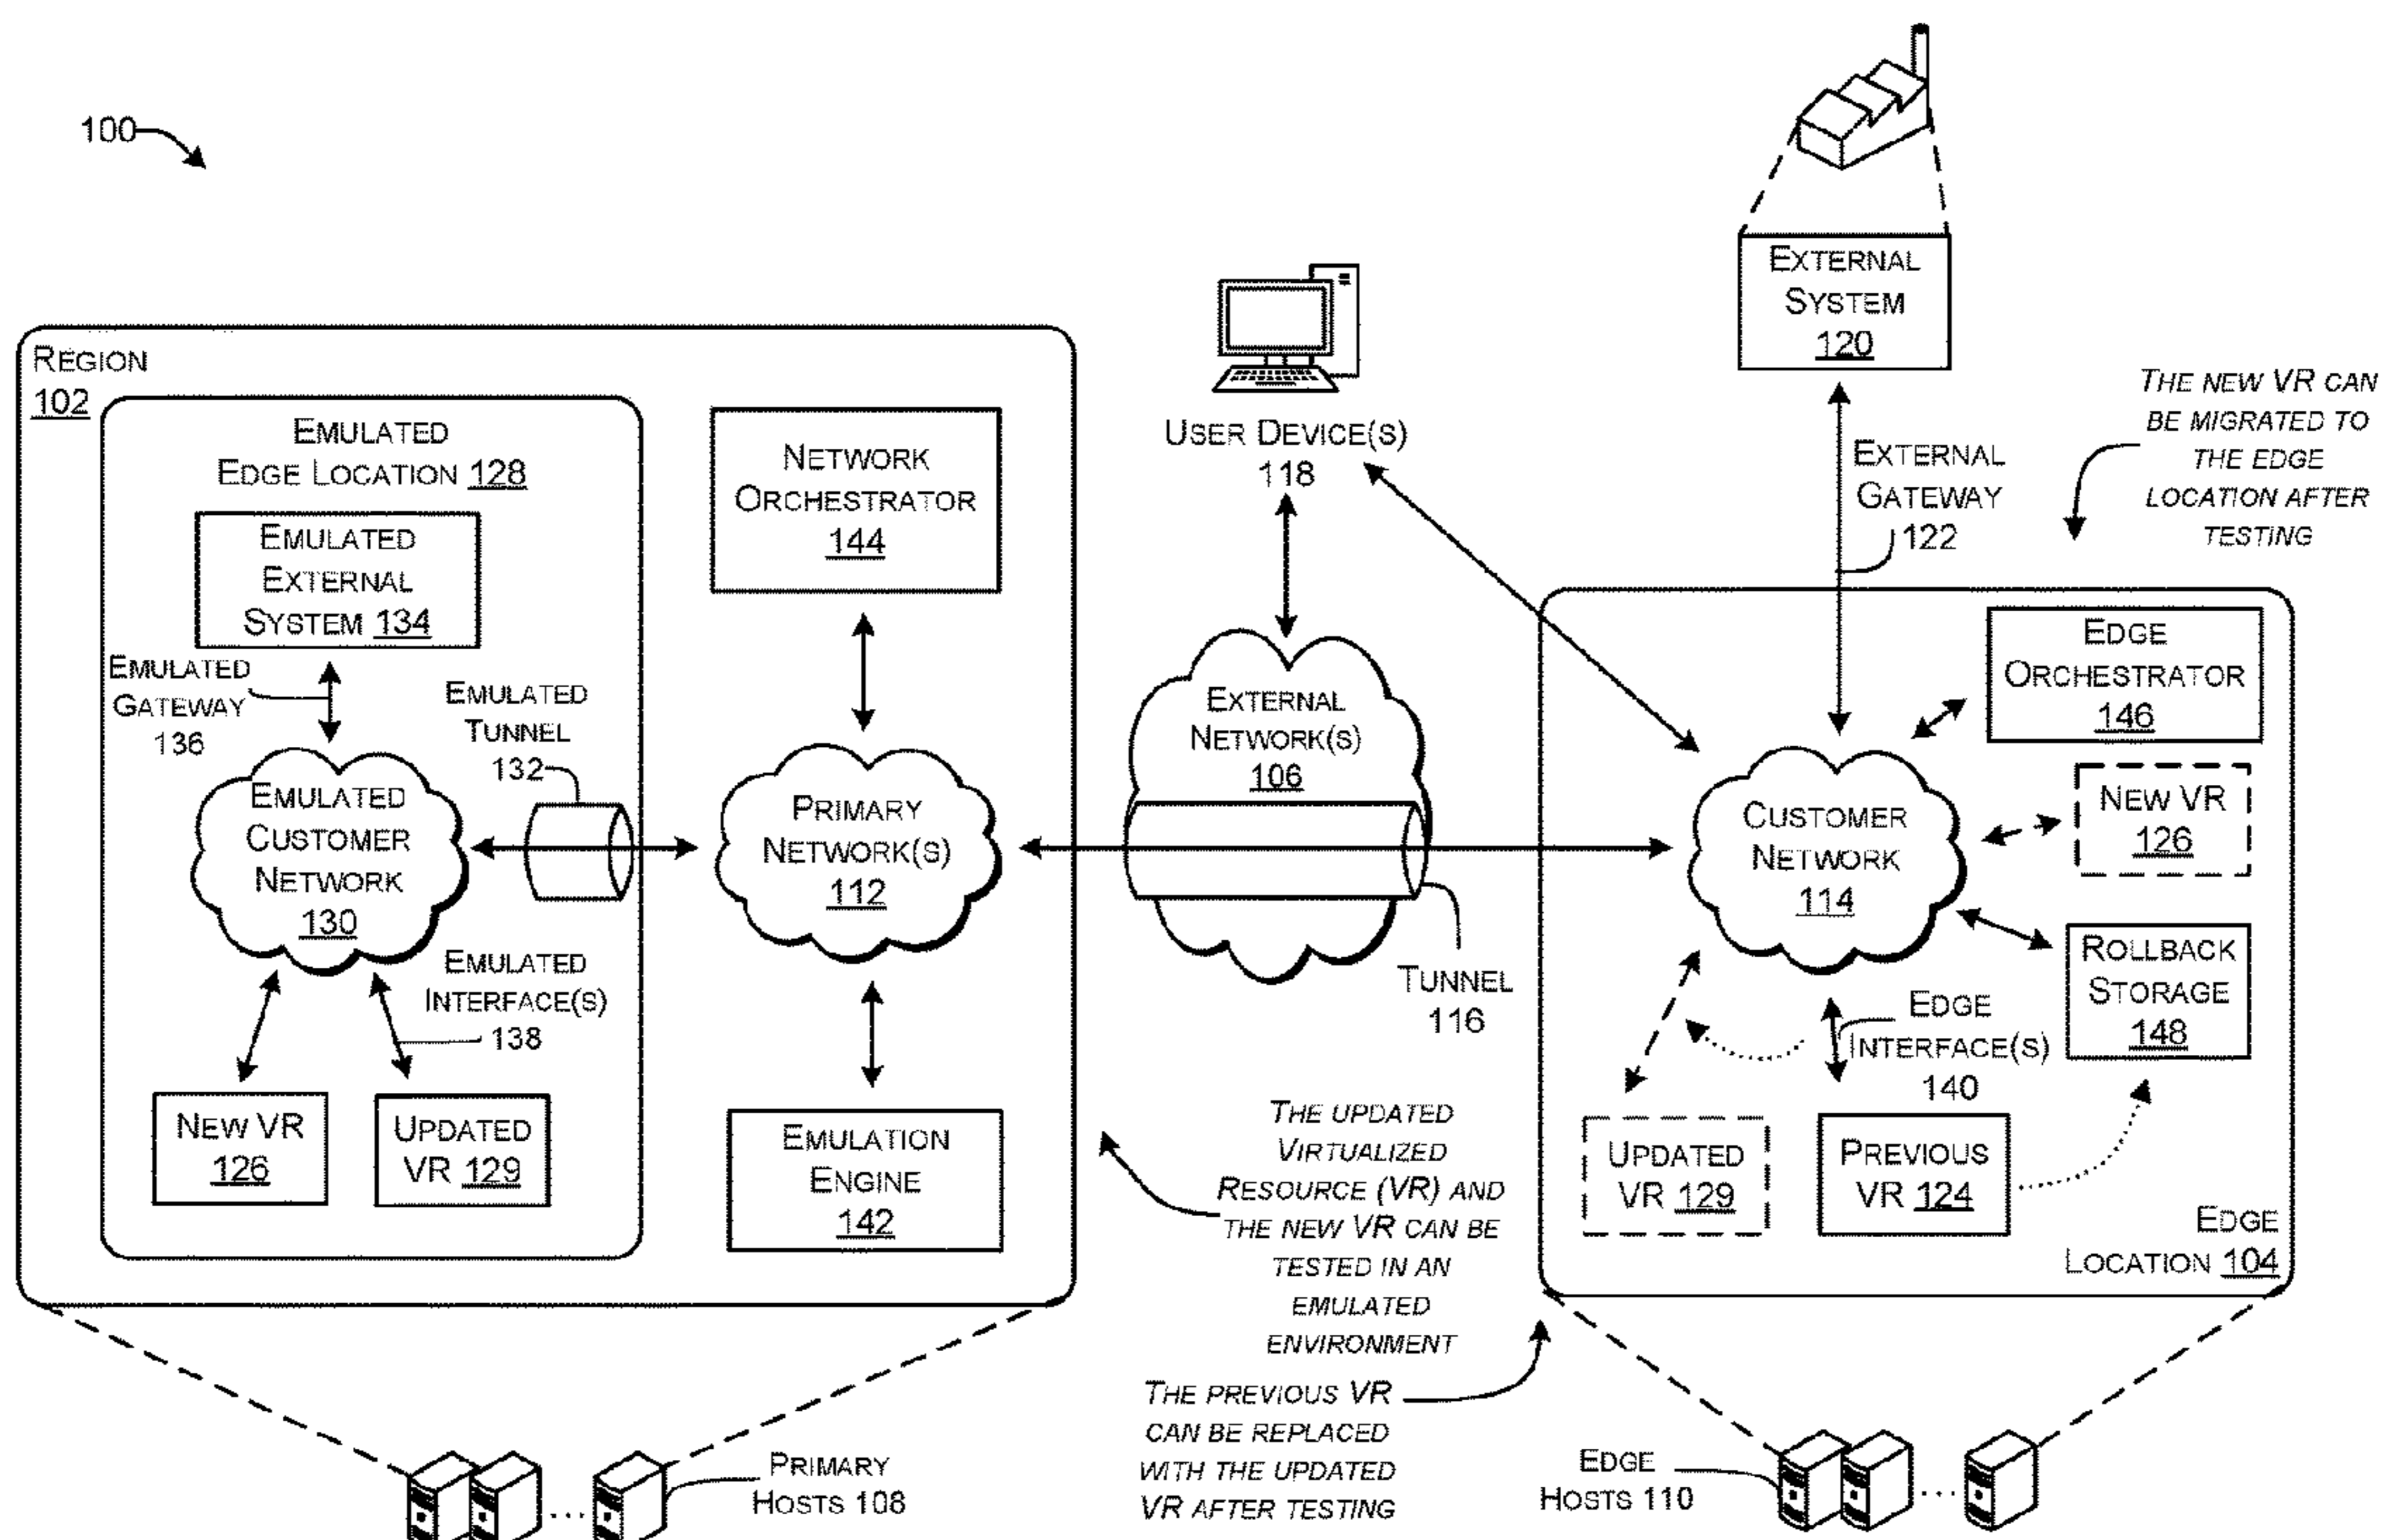 100
REGION
102
EMULATED
EDGE LOCATION 128
EMULATED
EXTERNAL
SYSTEM 134
EMULATED
GATEWAY
136
EMULATED
TUNNEL
132
EMULATED
CUSTOMER
NETWORK
130
EMULATED
INTERFACE(S)
138
NEW VR
126
UPDATED
VR 129
NETWORK
ORCHESTRATOR
144
PRIMARY
NETWORK(S)
112
EMULATION
ENGINE
142
PRIMARY
HOSTS 108
USER DEVICE(S)
118
EXTERNAL
NETWORK(S)
106
TUNNEL
116
THE UPDATED
VIRTUALIZED
RESOURCE (VR) AND
THE NEW VR CAN BE
TESTED IN AN
EMULATED
ENVIRONMENT
THE PREVIOUS VR
CAN BE REPLACED
WITH THE UPDATED
VR AFTER TESTING
EXTERNAL
SYSTEM
120
EXTERNAL
GATEWAY
122
THE NEW VR CAN
BE MIGRATED TO
THE EDGE
LOCATION AFTER
TESTING
EDGE
ORCHESTRATOR
146
NEW VR
126
CUSTOMER
NETWORK
114
ROLLBACK
STORAGE
148
EDGE
INTERFACE(S)
140
UPDATED
VR 129
PREVIOUS
VR 124
EDGE
LOCATION 104
EDGE
HOSTS 110